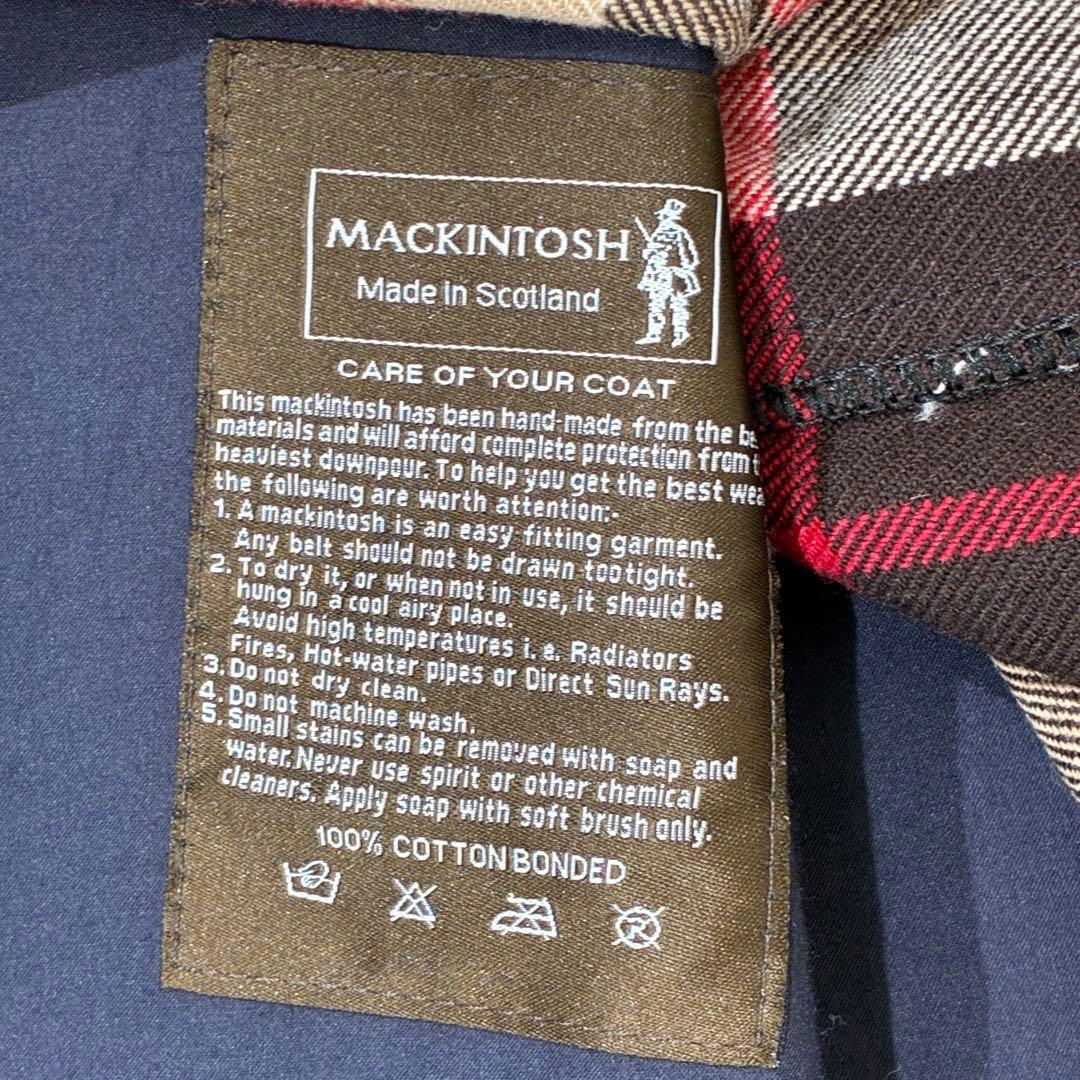 MACKINTOSH
Made In Scotland
CARE OF YOUR COAT
This mackintosh has been hand-made from the be
materials and will afford complete protection from t
heaviest downpour. To help you get the best wea
the following are worth attention:-
1. A mackintosh is an easy fitting garment.
Any belt should not be drawn too tight.
2. To dry it, or when not in use, it should be
hung in a cool airy place.
Avoid high temperatures i. e. Radiators
Fires, Hot-water pipes or Direct Sun Rays.
3. Do not dry clean.
4. Do not machine wash.
5. Small stains can be removed with soap and
water. Never use spirit or other chemical
cleaners. Apply soap with soft brush only.
100% COTTON BONDED
R